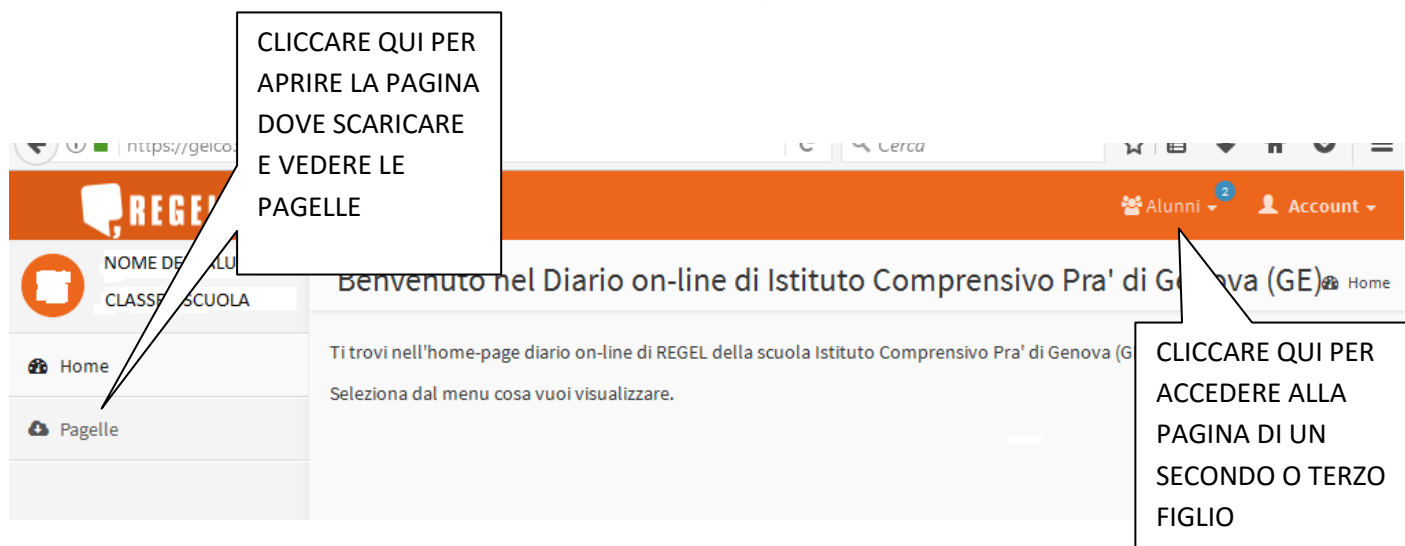 CLICCARE QUI PER
APRIRE LA PAGINA
DOVE SCARICARE
E VEDERE LE
PAGELLE
https://geico.
Cerca
REGEL
Alunni
2
Account
NOME DE
CLASSE
SCUOLA
Benvenuto nel Diario on-line di Istituto Comprensivo Pra' di Genova (GE)
Home
Home
Ti trovi nell'home-page diario on-line di REGEL della scuola Istituto Comprensivo Pra' di Genova (G
Seleziona dal menu cosa vuoi visualizzare.
Pagelle
CLICCARE QUI PER
ACCEDERE ALLA
PAGINA DI UN
SECONDO O TERZO
FIGLIO